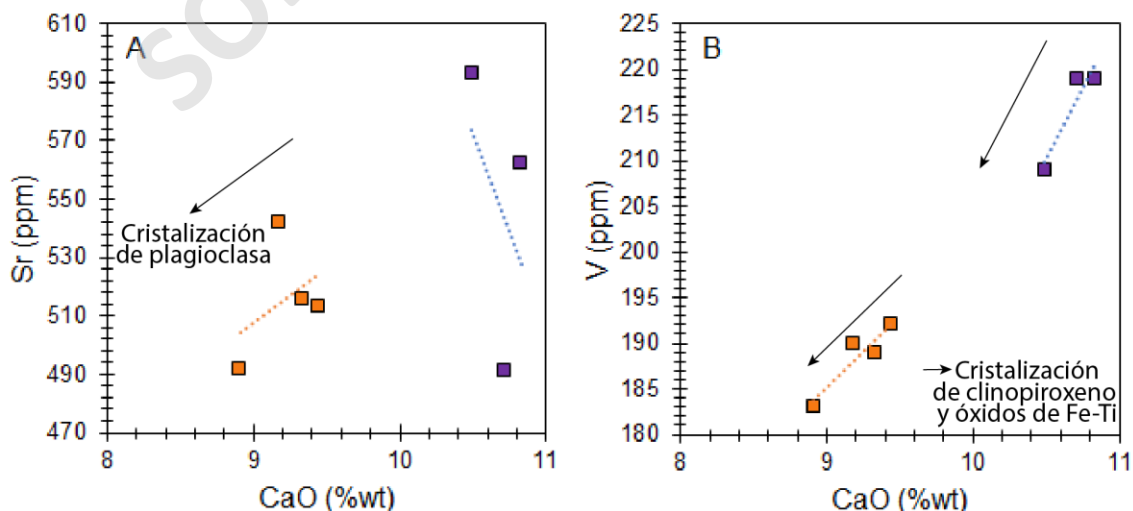 A
610
590
570
550
530
510
490
470
Sr (ppm)
Cristalización
de plagioclasa
8
9
10
11
CaO (%wt)
B
225
220
215
210
205
200
195
190
185
180
V (ppm)
Cristalización
de clinopiroxeno
y óxidos de Fe-Ti
8
9
10
11
CaO (%wt)